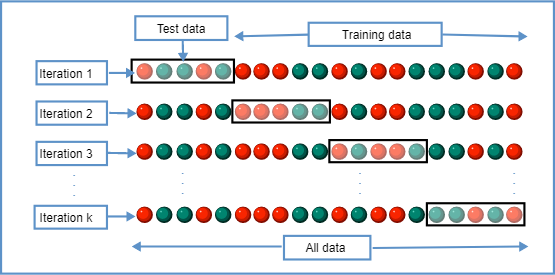 Test data
Training data
Iteration 1
Iteration 2
Iteration 3
Iteration k
All data